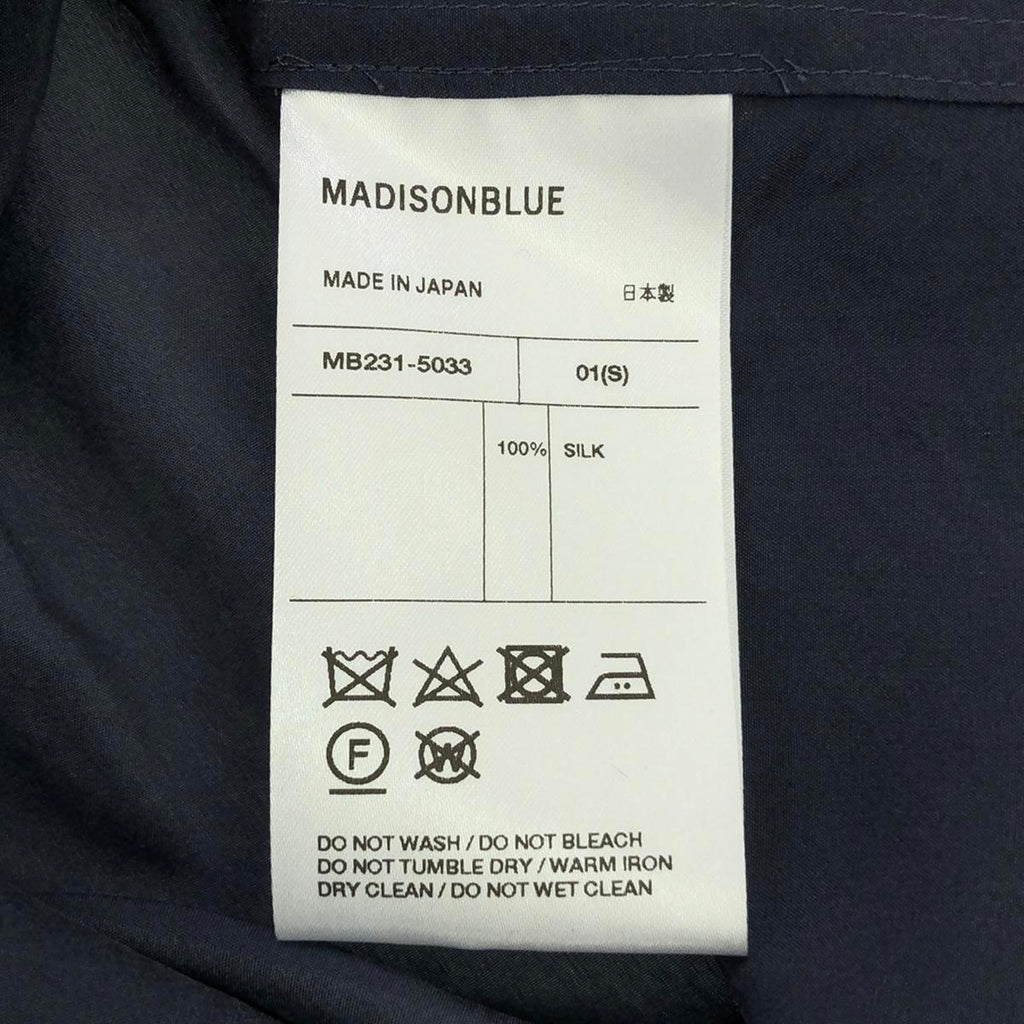 MADISONBLUE
MADE IN JAPAN 日本製
MB231-5033 01(S)
100% SILK
F W
DO NOT WASH / DO NOT BLEACH
DO NOT TUMBLE DRY / WARM IRON
DRY CLEAN / DO NOT WET CLEAN